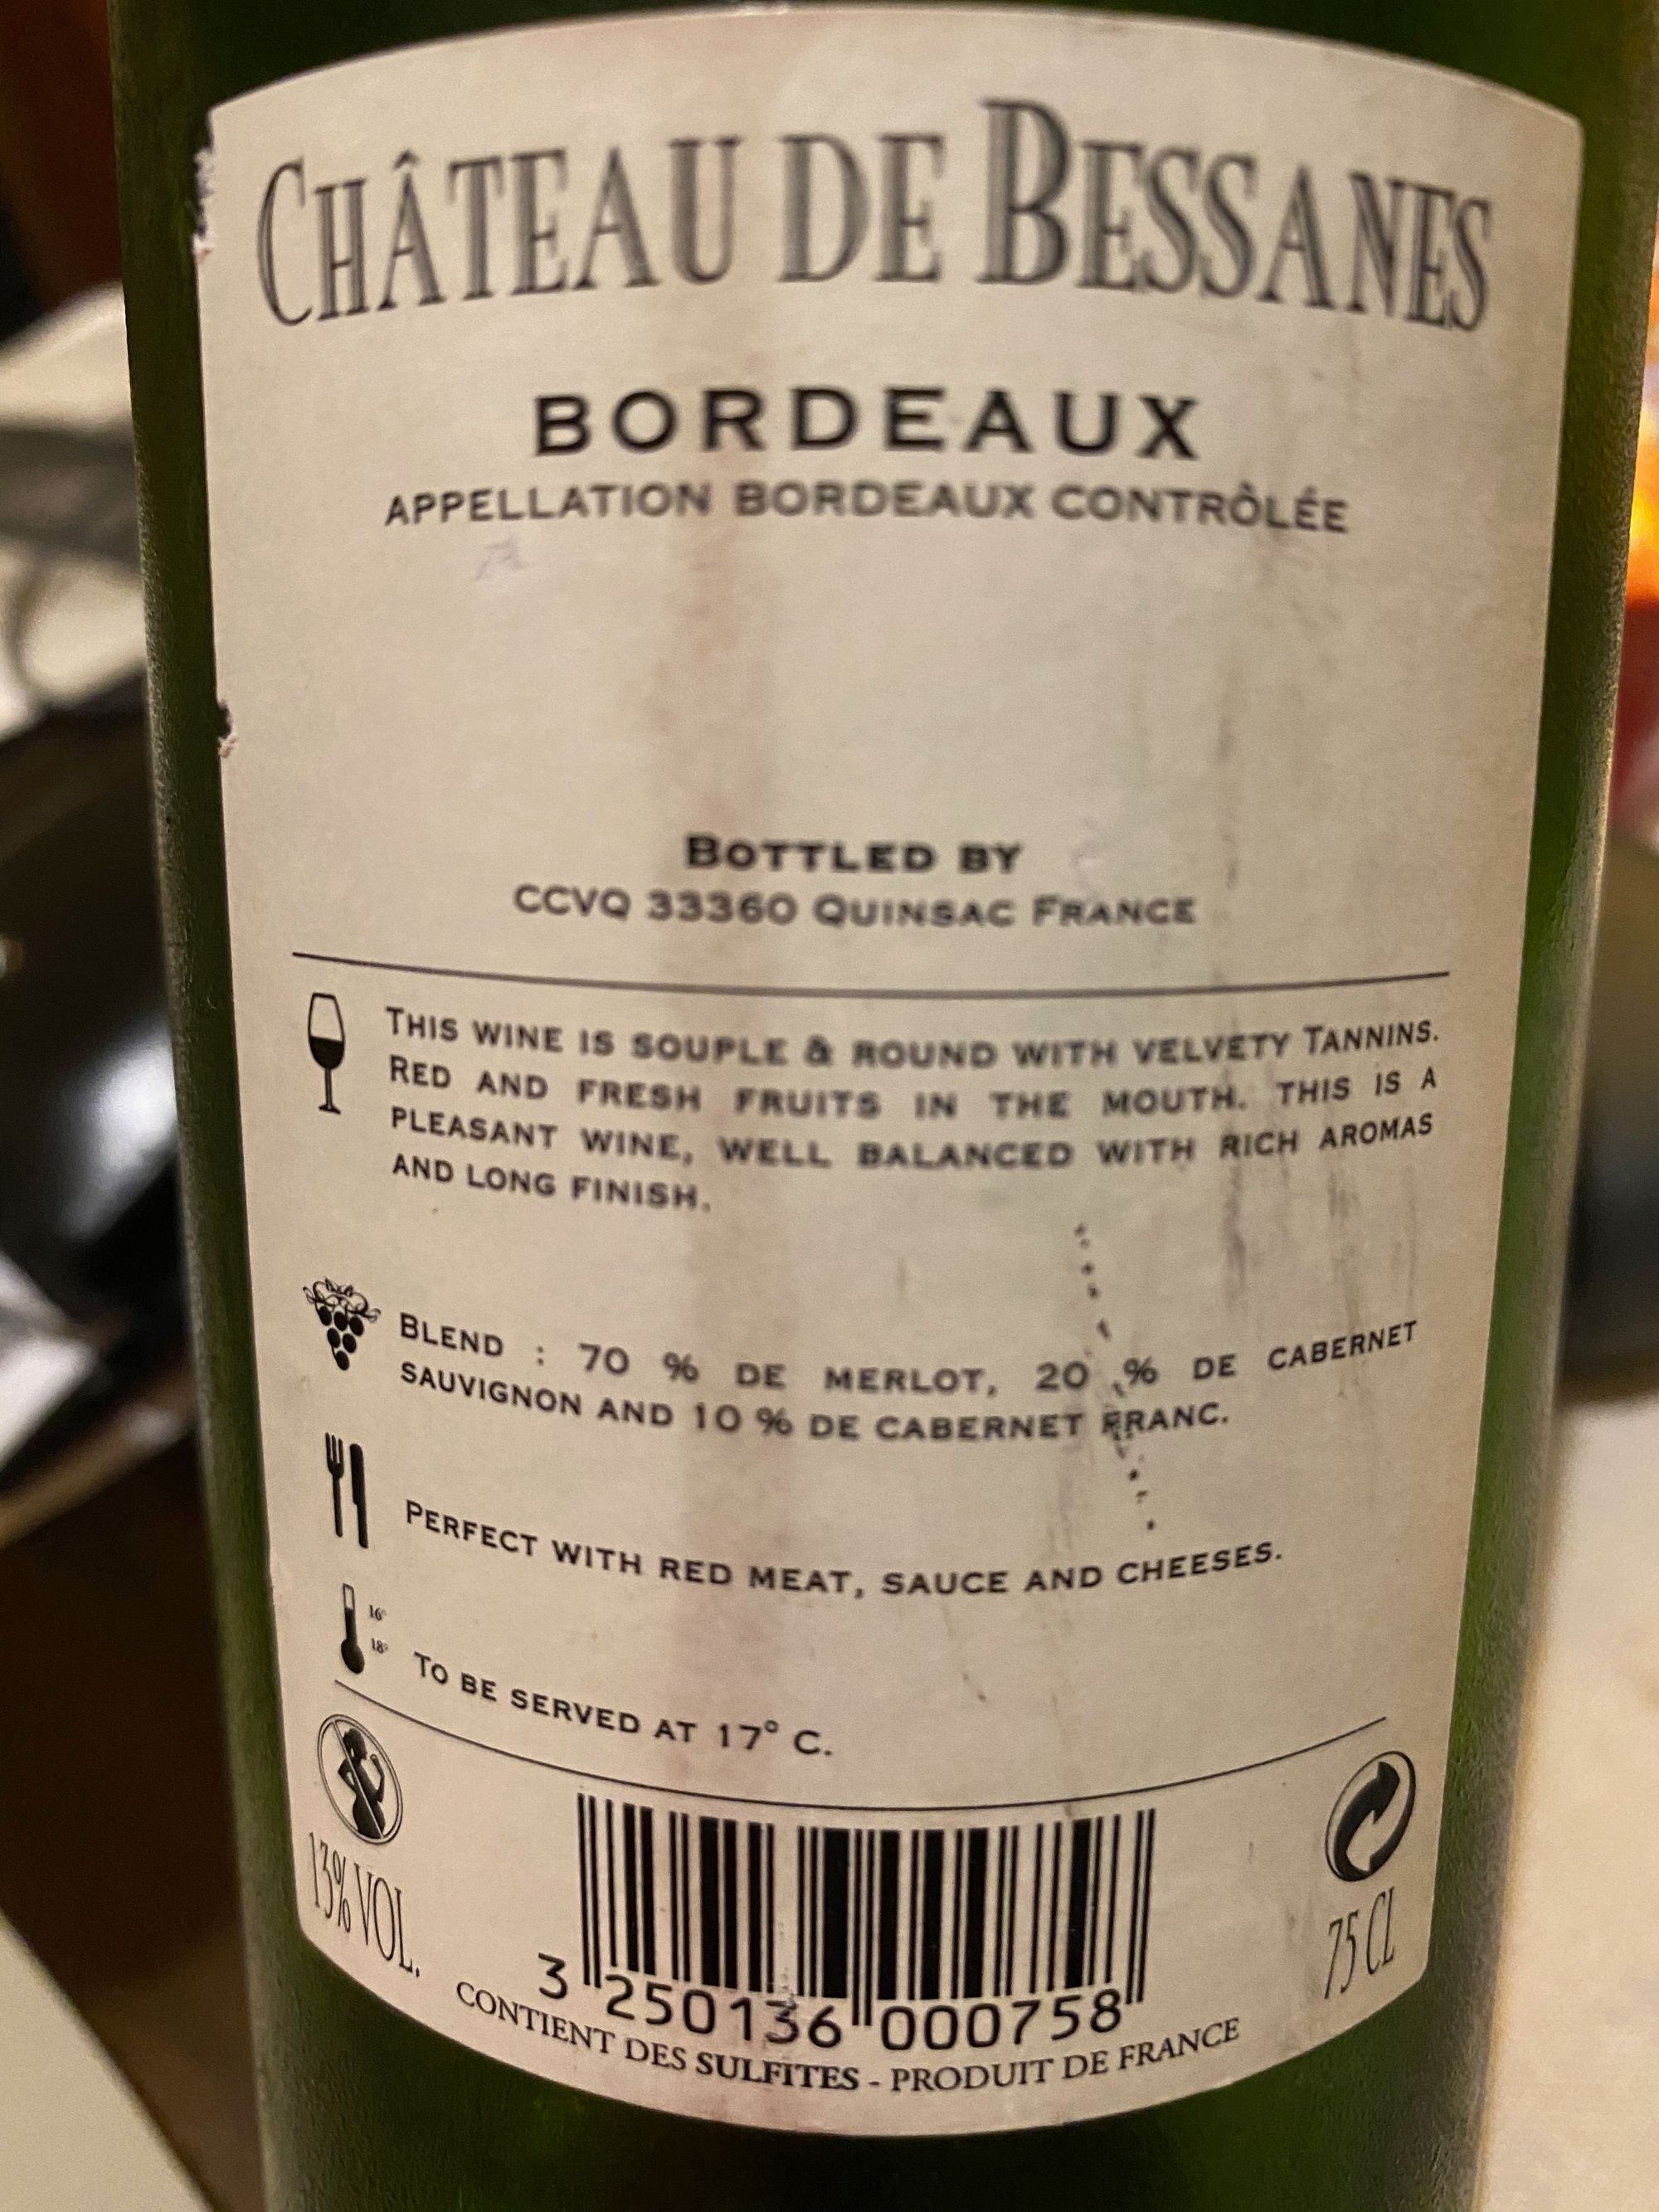 CHÂTEAU DE BESSANES
BORDEAUX
APPELLATION BORDEAUX CONTRÔLÉE
BOTTLED BY
CCVQ 33360 QUINSAC FRANCE
THIS WINE IS SOUPLE & ROUND WITH VELVETY TANNINS.
RED AND FRESH FRUITS IN THE MOUTH. THIS IS A
PLEASANT WINE, WELL BALANCED WITH RICH AROMAS
AND LONG FINISH.
BLEND : 70 % DE MERLOT, 20 % DE CABERNET
SAUVIGNON AND 10 % DE CABERNET FRANC.
PERFECT WITH RED MEAT, SAUCE AND CHEESES.
16°
18°
TO BE SERVED AT 17° C.
13% VOL.
75 CL
3 250136 000758
CONTIENT DES SULFITES - PRODUIT DE FRANCE